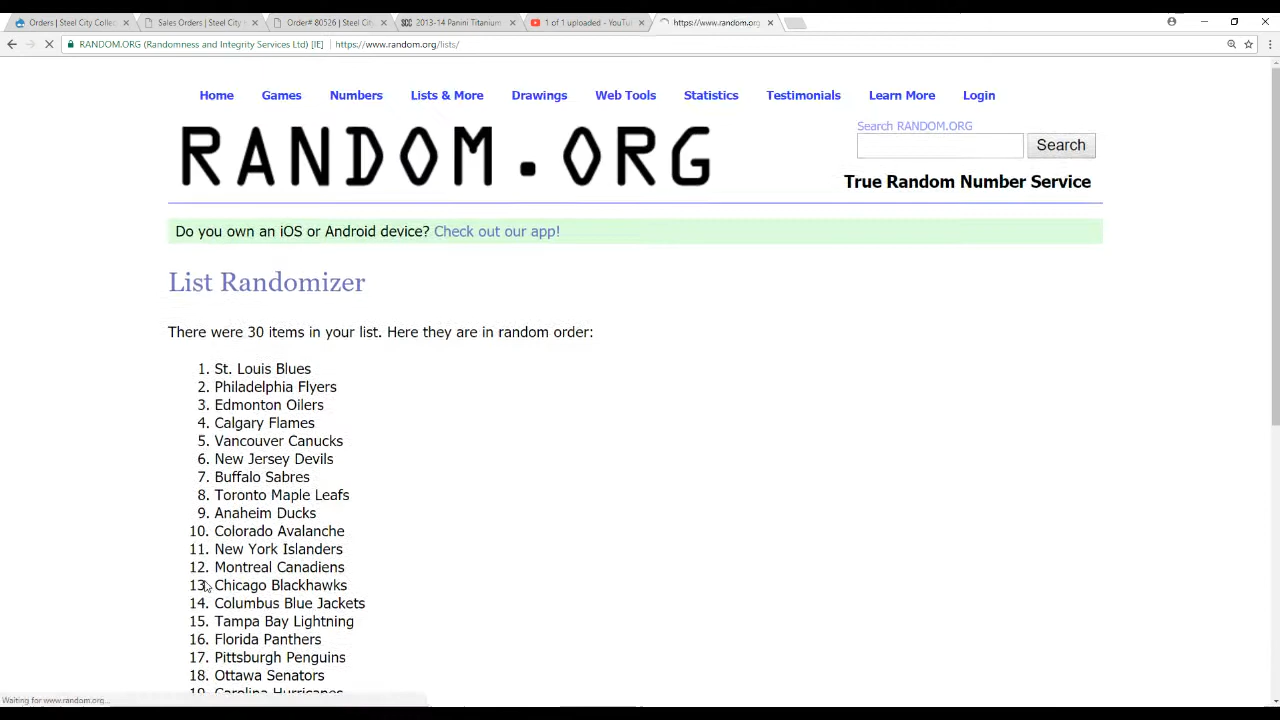 Orders | Steel City Collec
Sales Orders | Steel City
Order# 80526 | Steel City
2013-14 Panini Titanium
1 of 1 uploaded - YouTu
https://www.random.org
RANDOM.ORG (Randomness and Integrity Services Ltd) [IE]
https://www.random.org/lists/
Home
Games
Numbers
Lists & More
Drawings
Web Tools
Statistics
Testimonials
Learn More
Login
RANDOM.ORG
Search RANDOM.ORG
Search
True Random Number Service
Do you own an iOS or Android device? Check out our app!
List Randomizer
There were 30 items in your list. Here they are in random order:
1. St. Louis Blues
2. Philadelphia Flyers
3. Edmonton Oilers
4. Calgary Flames
5. Vancouver Canucks
6. New Jersey Devils
7. Buffalo Sabres
8. Toronto Maple Leafs
9. Anaheim Ducks
10. Colorado Avalanche
11. New York Islanders
12. Montreal Canadiens
13. Chicago Blackhawks
14. Columbus Blue Jackets
15. Tampa Bay Lightning
16. Florida Panthers
17. Pittsburgh Penguins
18. Ottawa Senators
19. Carolina Hurricanes
Waiting for www.random.org...